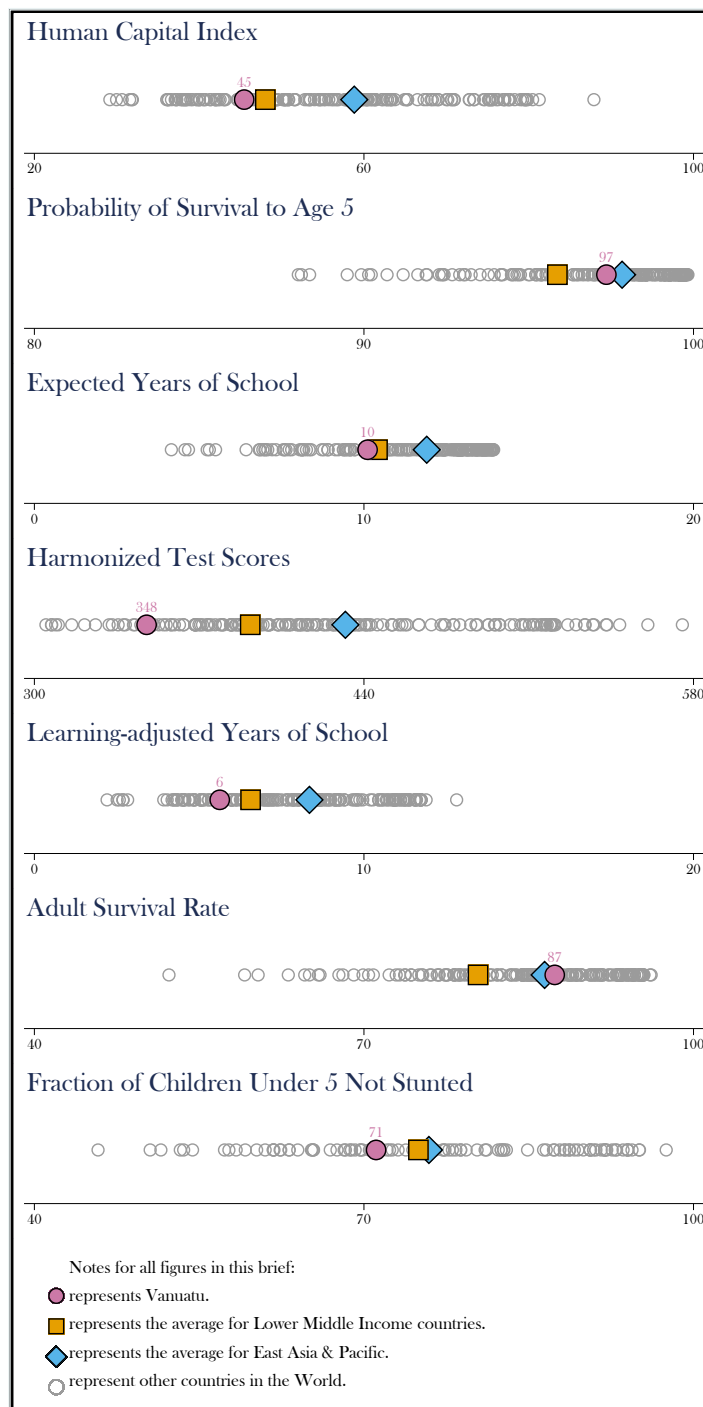 Human Capital Index
45
20 60 100
Probability of Survival to Age 5
97
80 90 100
Expected Years of School
10
0 10 20
Harmonized Test Scores
348
300 440 580
Learning-adjusted Years of School
6
0 10 20
Adult Survival Rate
87
40 70 100
Fraction of Children Under 5 Not Stunted
71
40 70 100
Notes for all figures in this brief:
represents Vanuatu.
represents the average for Lower Middle Income countries.
represents the average for East Asia & Pacific.
represent other countries in the World.